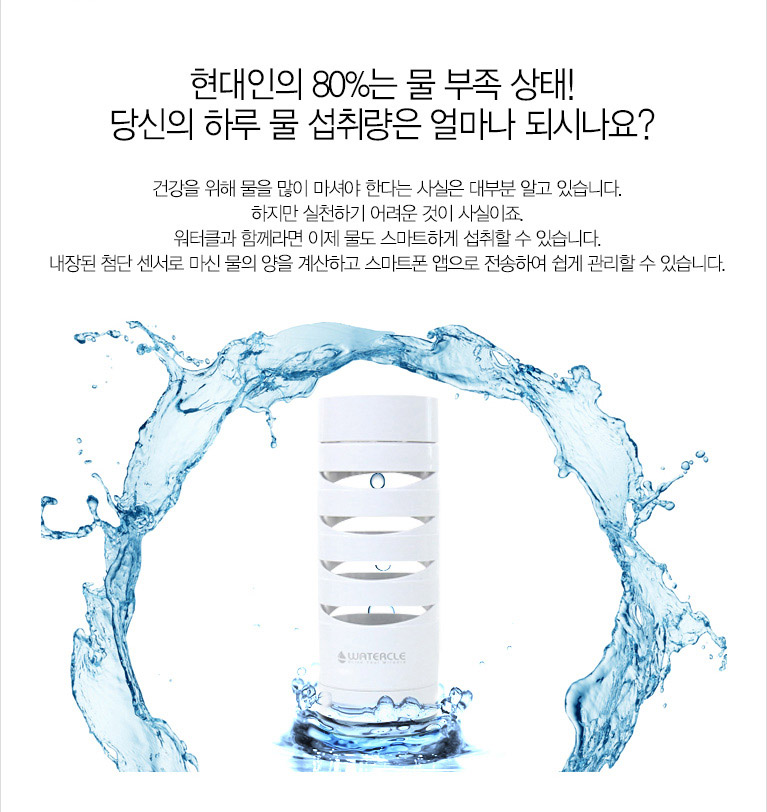 현대인의 80%는 물 부족 상태!
당신의 하루 물 섭취량은 얼마나 되시나요?
건강을 위해 물을 많이 마셔야 한다는 사실은 대부분 알고 있습니다.
하지만 실천하기 어려운 것이 사실이죠.
워터클과 함께라면 이제 물도 스마트하게 섭취할 수 있습니다.
내장된 첨단 센서로 마신 물의 양을 계산하고 스마트폰 앱으로 전송하여 쉽게 관리할 수 있습니다.
WATERCLE